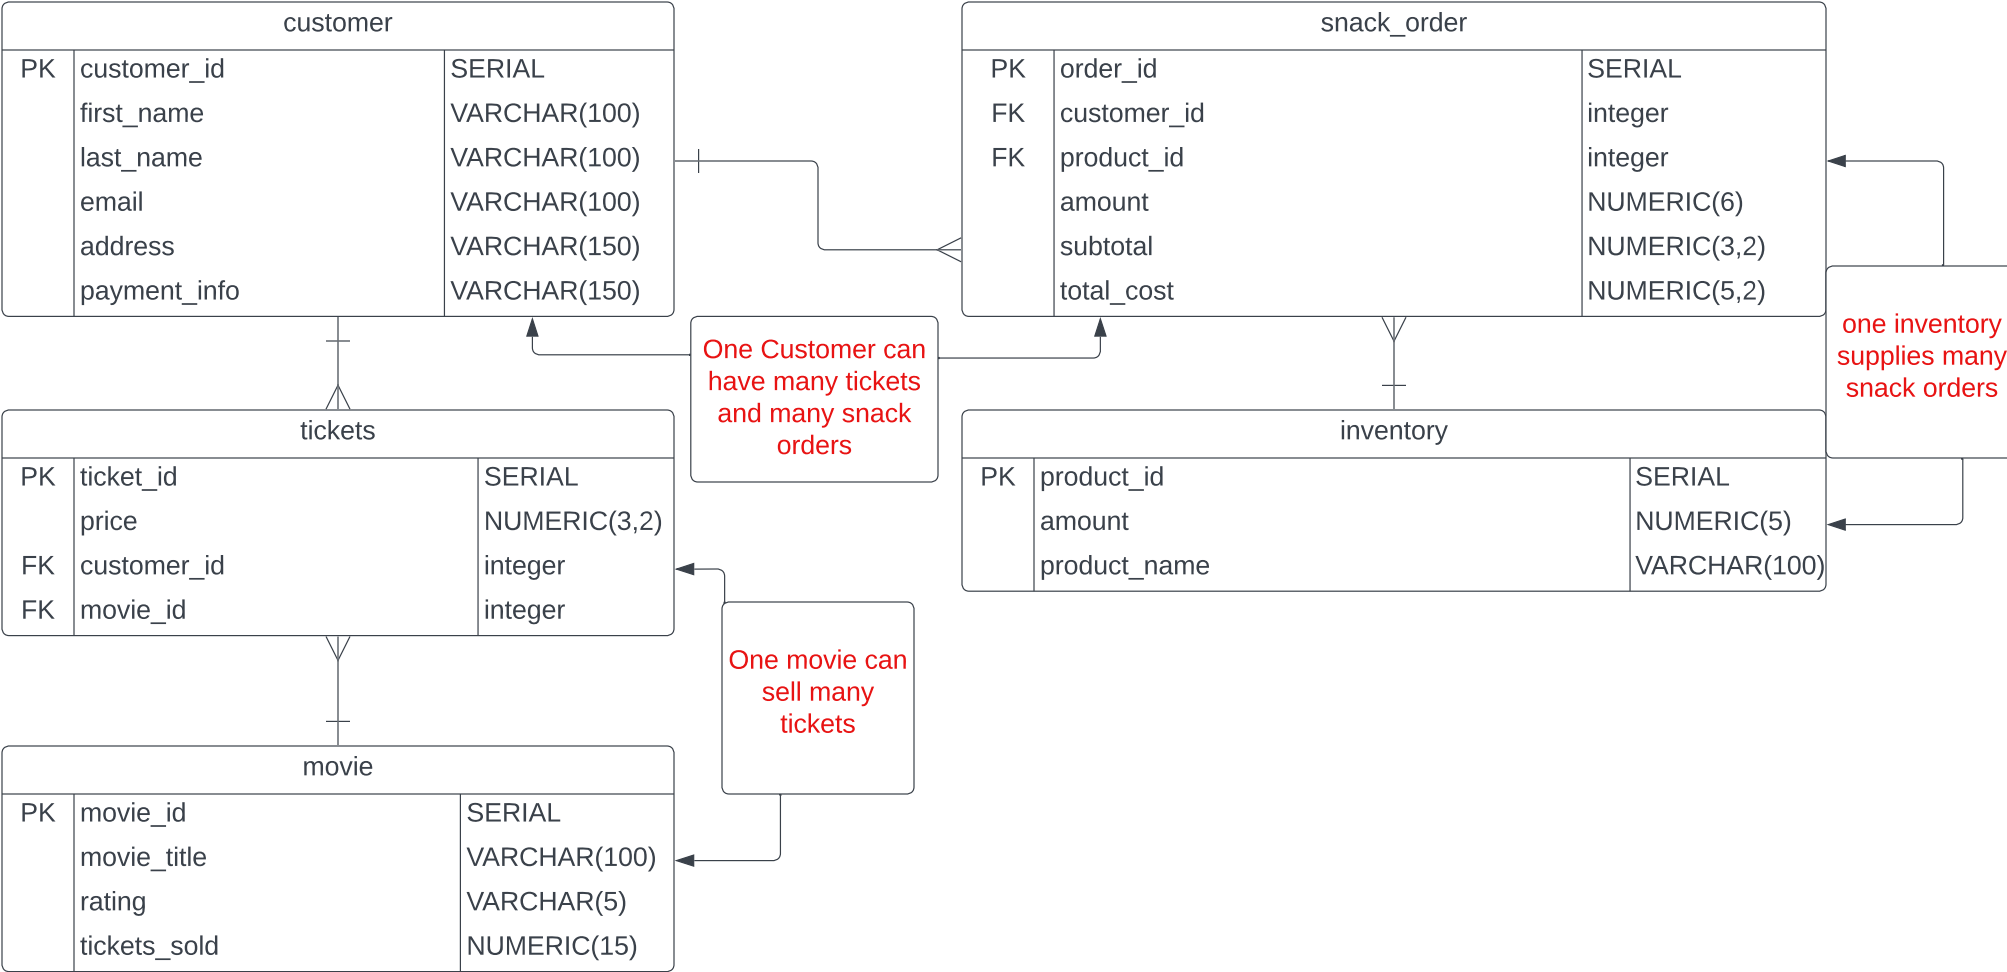 customer
PK customer_id SERIAL
first_name VARCHAR(100)
last_name VARCHAR(100)
email VARCHAR(100)
address VARCHAR(150)
payment_info VARCHAR(150)
snack_order
PK order_id SERIAL
FK customer_id integer
FK product_id integer
amount NUMERIC(6)
subtotal NUMERIC(3,2)
total_cost NUMERIC(5,2)
One Customer can
have many tickets
and many snack
orders
one inventory
supplies many
snack orders
tickets
PK ticket_id SERIAL
price NUMERIC(3,2)
FK customer_id integer
FK movie_id integer
inventory
PK product_id SERIAL
amount NUMERIC(5)
product_name VARCHAR(100)
One movie can
sell many
tickets
movie
PK movie_id SERIAL
movie_title VARCHAR(100)
rating VARCHAR(5)
tickets_sold NUMERIC(15)